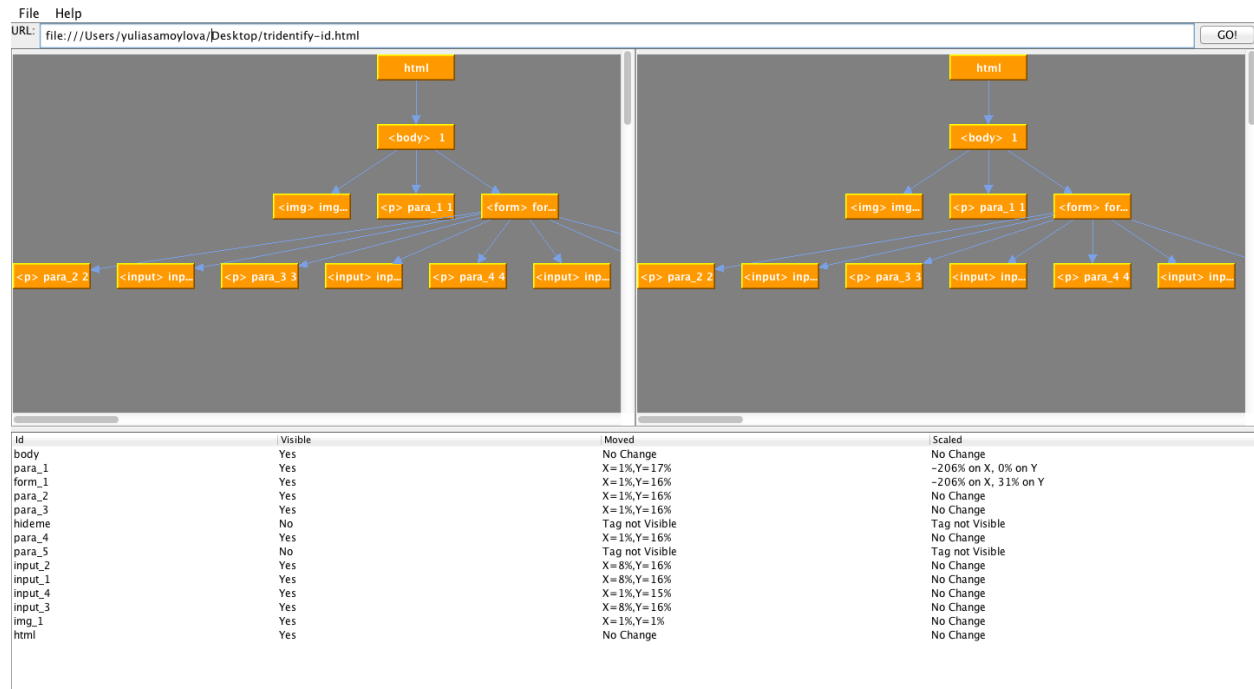 File Help
URL: file:///Users/yuliasamoylova/Desktop/tridentify-id.html GO!
html html
<body> 1 <body> 1
<img> img... <p> para_1 1 <form> for... <img> img... <p> para_1 1 <form> for...
<p> para_2 2 <input> inp... <p> para_3 3 <input> inp... <p> para_4 4 <input> inp... <p> para_2 2 <input> inp... <p> para_3 3 <input> inp... <p> para_4 4 <input> inp...
Id Visible Moved Scaled
body Yes No Change No Change
para_1 Yes X=1%,Y=17% -206% on X, 0% on Y
form_1 Yes X=1%,Y=16% -206% on X, 31% on Y
para_2 Yes X=1%,Y=16% No Change
para_3 Yes X=1%,Y=16% No Change
hideme No Tag not Visible Tag not Visible
para_4 Yes X=1%,Y=16% No Change
para_5 No Tag not Visible Tag not Visible
input_2 Yes X=8%,Y=16% No Change
input_1 Yes X=8%,Y=16% No Change
input_4 Yes X=1%,Y=15% No Change
input_3 Yes X=8%,Y=16% No Change
img_1 Yes X=1%,Y=1% No Change
html Yes No Change No Change